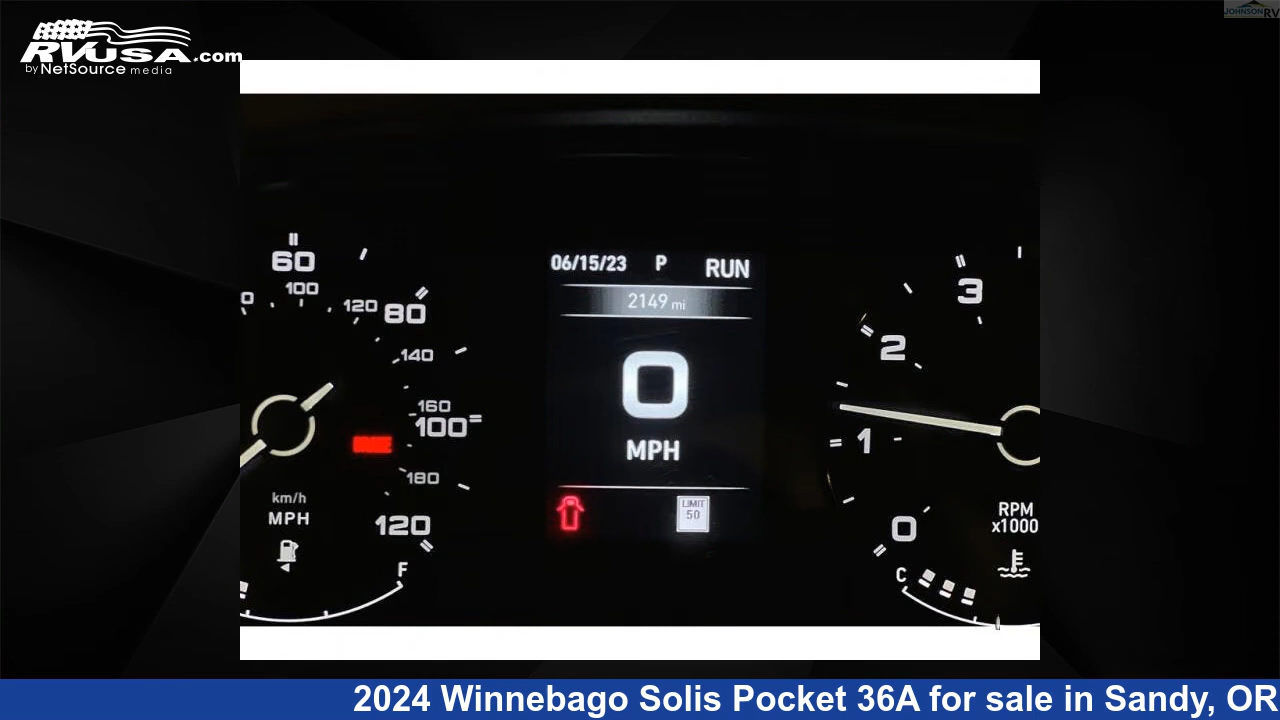 RVUSA.com
by NetSource media
JOHNSON RV
06/15/23 P RUN
2149 mi
0
MPH
LIMIT
50
60
80
100
120
100
120
140
160
180
km/h
MPH
F
3
2
1
0
RPM
x1000
C
2024 Winnebago Solis Pocket 36A for sale in Sandy, OR